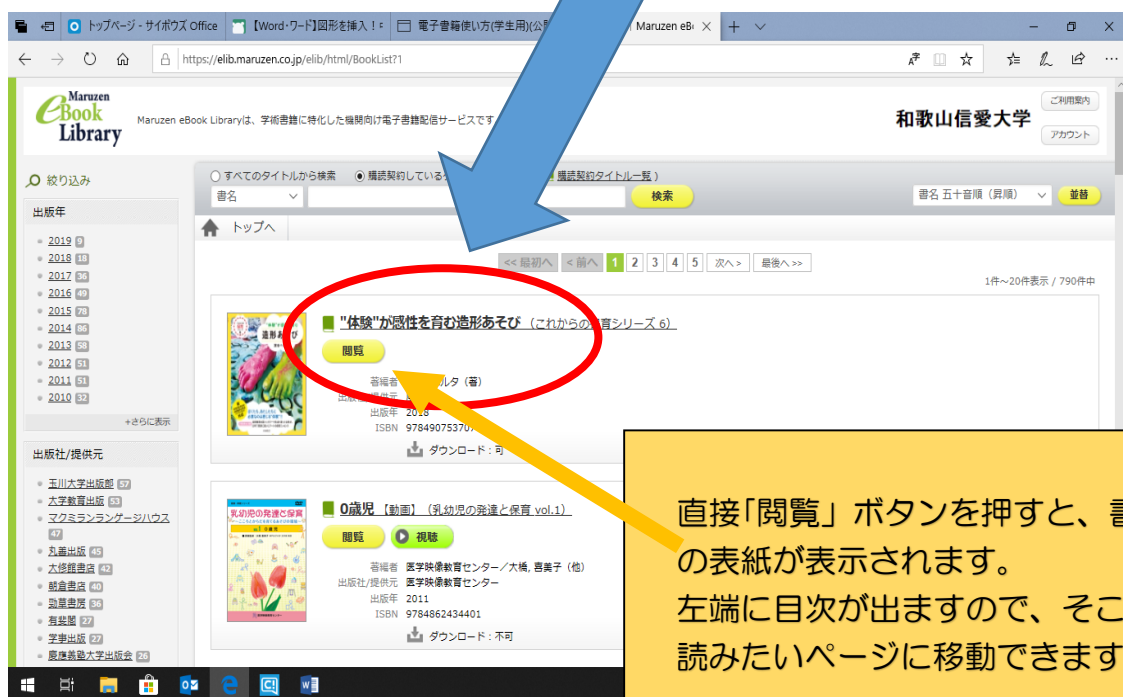 トップページ - サイボウズ Office
【Word・ワード】図形を挿入！
電子書籍使い方(学生用)(公
Maruzen eB
https://elib.maruzen.co.jp/elib/html/BookList?1
Maruzen
eBook
Library
Maruzen eBook Libraryは、学術書籍に特化した機関向け電子書籍配信サービスです
和歌山信愛大学
ご利用案内
アカウント
絞り込み
出版年
2019 9
2018 18
2017 36
2016 49
2015 78
2014 86
2013 58
2012 51
2011 51
2010 32
+さらに表示
出版社/提供元
玉川大学出版部 57
大学教育出版 53
マクミランランゲージハウス
47
丸善出版 45
大修館書店 42
朝倉書店 40
勁草書房 36
有斐閣 27
学事出版 27
慶應義塾大学出版会 26
すべてのタイトルから検索 購読契約している 購読契約タイトル一覧 )
書名 検索 書名 五十音順（昇順） 並替
トップへ
<< 最初へ < 前へ 1 2 3 4 5 次へ > 最後へ >>
1件～20件表示 / 790件中
造形あそび
"体験"が感性を育む造形あそび （これからの 育シリーズ 6）
閲覧
著編者 ルタ（著）
出版年 2018
ISBN 978490753707
ダウンロード : 可
乳幼児の発達と保育
0歳児 【動画】 （乳幼児の発達と保育 vol.1）
閲覧 視聴
著編者 医学映像教育センター／大橋, 喜美子（他）
出版社/提供元 医学映像教育センター
出版年 2011
ISBN 9784862434401
ダウンロード : 不可
直接「閲覧」ボタンを押すと、書
の表紙が表示されます。
左端に目次が出ますので、そこ
読みたいページに移動できます